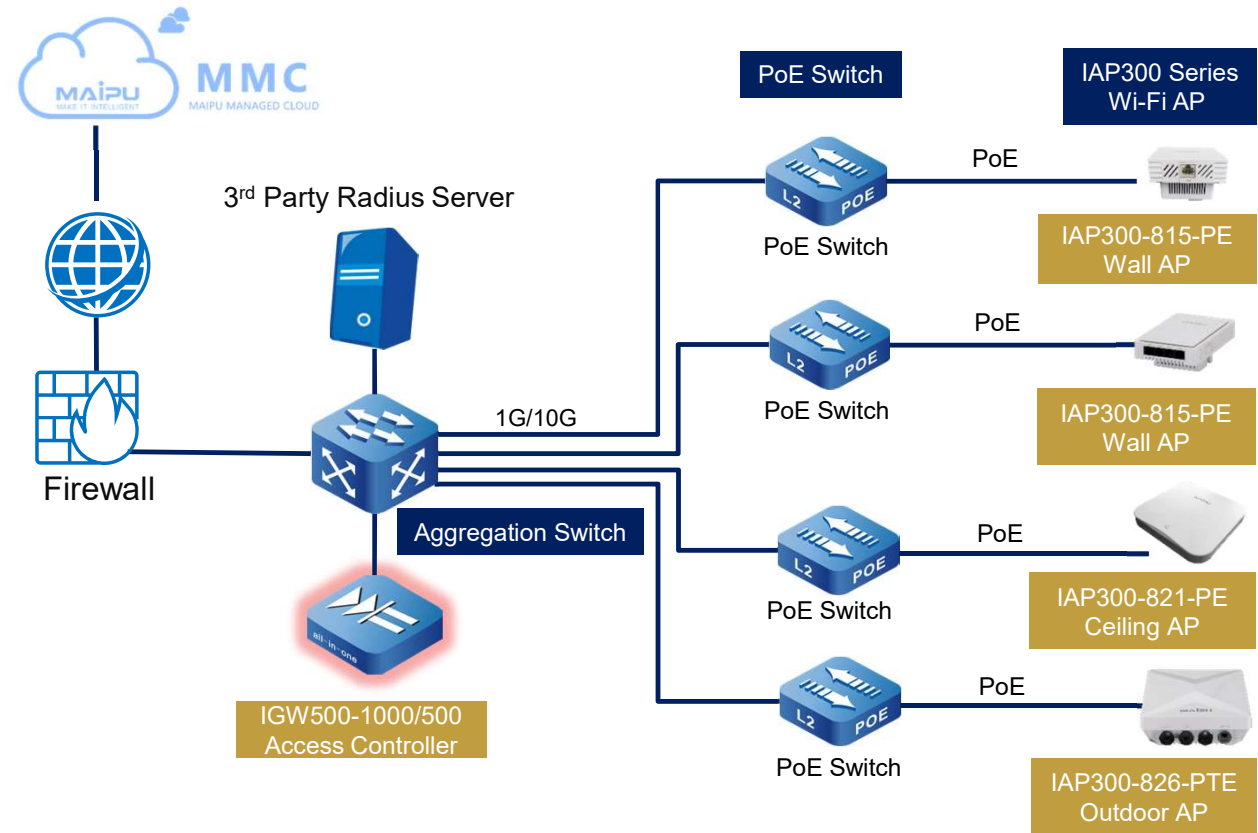 MAIPU
MAKE IT INTELLIGENT
MMC
MAIPU MANAGED CLOUD
3rd Party Radius Server
Firewall
1G/10G
Aggregation Switch
all-in-one
IGW500-1000/500
Access Controller
PoE Switch
IAP300 Series
Wi-Fi AP
L2
POE
PoE Switch
PoE
IAP300-815-PE
Wall AP
L2
POE
PoE Switch
PoE
IAP300-815-PE
Wall AP
L2
POE
PoE Switch
PoE
IAP300-821-PE
Ceiling AP
L2
POE
PoE Switch
PoE
MAIPU
IAP300-826-PTE
Outdoor AP